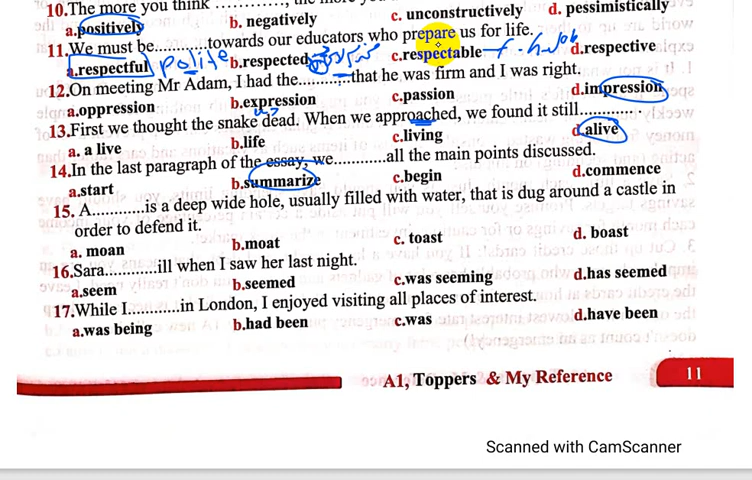 10.The more you think
a.positively b. negatively c. unconstructively d. pessimistically
11.We must be............towards our educators who prepare us for life.
a.respectful polite b.respected c.respectable d.respective
12.On meeting Mr Adam, I had the............that he was firm and I was right.
a.oppression b.expression c.passion d.impression
13.First we thought the snake dead. When we approached, we found it still............
a. a live b.life c.living d.alive
14.In the last paragraph of the essay, we............all the main points discussed.
a.start b.summarize c.begin d.commence
15. A............is a deep wide hole, usually filled with water, that is dug around a castle in
order to defend it.
a. moan b.moat c. toast d. boast
16.Sara............ill when I saw her last night.
a.seem b.seemed c.was seeming d.has seemed
17.While I............in London, I enjoyed visiting all places of interest.
a.was being b.had been c.was d.have been
A1, Toppers & My Reference 11
Scanned with CamScanner